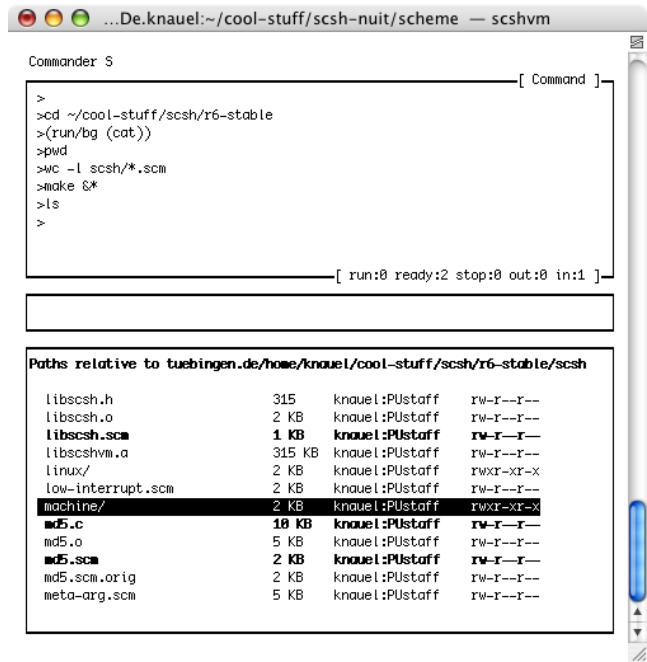 ...De.knauel:~/cool-stuff/scsh-nuit/scheme — scshvm
Commander S
[ Command ]
>
>cd ~/cool-stuff/scsh/r6-stable
>(run/bg (cat))
>pwd
>wc -l scsh/*.scm
>make &*
>ls
>
[ run:0 ready:2 stop:0 out:0 in:1 ]
Paths relative to tuebingen.de/home/knauel/cool-stuff/scsh/r6-stable/scsh
libscsh.h 315 knauel:PUstaff rw-r--r--
libscsh.o 2 KB knauel:PUstaff rw-r--r--
libscsh.scm 1 KB knauel:PUstaff rw-r--r--
libscshvm.a 315 KB knauel:PUstaff rw-r--r--
linux/ 2 KB knauel:PUstaff rwxr-xr-x
low-interrupt.scm 2 KB knauel:PUstaff rw-r--r--
machine/ 2 KB knauel:PUstaff rwxr-xr-x
md5.c 10 KB knauel:PUstaff rw-r--r--
md5.o 5 KB knauel:PUstaff rw-r--r--
md5.scm 2 KB knauel:PUstaff rw-r--r--
md5.scm.orig 2 KB knauel:PUstaff rw-r--r--
meta-arg.scm 5 KB knauel:PUstaff rw-r--r--